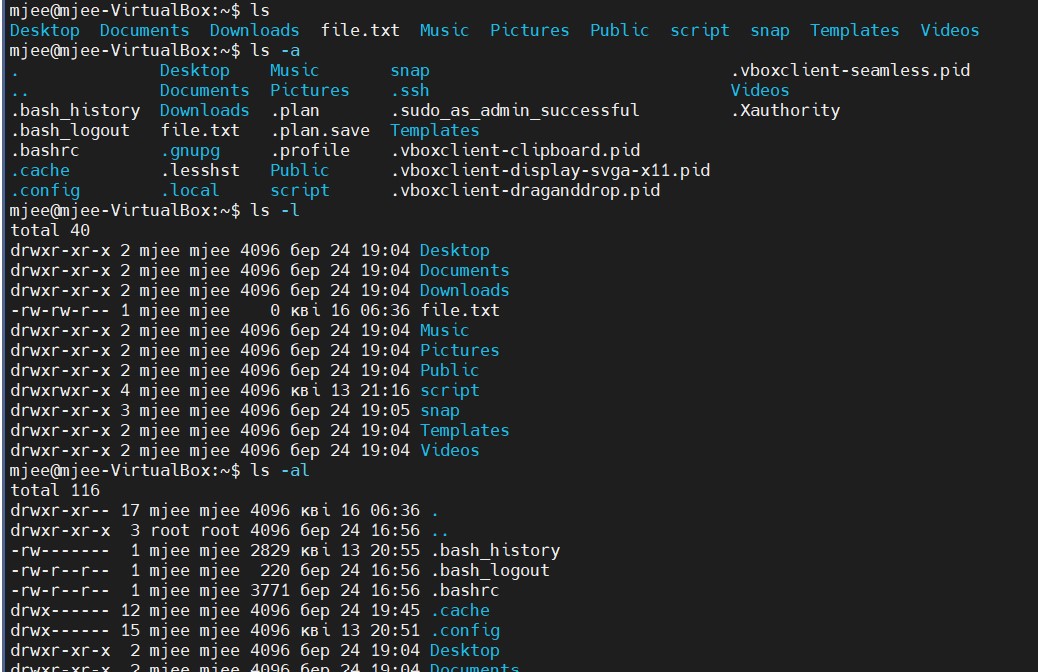 mjee@mjee-VirtualBox:~$ ls
Desktop  Documents  Downloads  file.txt  Music  Pictures  Public  script  snap  Templates  Videos
mjee@mjee-VirtualBox:~$ ls -a
.              Desktop    Music       snap                            .vboxclient-seamless.pid
..             Documents  Pictures    .ssh                            Videos
.bash_history  Downloads  .plan       .sudo_as_admin_successful       .Xauthority
.bash_logout   file.txt   .plan.save  Templates
.bashrc        .gnupg     .profile    .vboxclient-clipboard.pid
.cache         .lesshst   Public      .vboxclient-display-svga-x11.pid
.config        .local     script      .vboxclient-draganddrop.pid
mjee@mjee-VirtualBox:~$ ls -l
total 40
drwxr-xr-x 2 mjee mjee 4096 бер 24 19:04 Desktop
drwxr-xr-x 2 mjee mjee 4096 бер 24 19:04 Documents
drwxr-xr-x 2 mjee mjee 4096 бер 24 19:04 Downloads
-rw-rw-r-- 1 mjee mjee    0 кві 16 06:36 file.txt
drwxr-xr-x 2 mjee mjee 4096 бер 24 19:04 Music
drwxr-xr-x 2 mjee mjee 4096 бер 24 19:04 Pictures
drwxr-xr-x 2 mjee mjee 4096 бер 24 19:04 Public
drwxrwxr-x 4 mjee mjee 4096 кві 13 21:16 script
drwxr-xr-x 3 mjee mjee 4096 бер 24 19:05 snap
drwxr-xr-x 2 mjee mjee 4096 бер 24 19:04 Templates
drwxr-xr-x 2 mjee mjee 4096 бер 24 19:04 Videos
mjee@mjee-VirtualBox:~$ ls -al
total 116
drwxr-xr-- 17 mjee mjee 4096 кві 16 06:36 .
drwxr-xr-x  3 root root 4096 бер 24 16:56 ..
-rw-------  1 mjee mjee 2829 кві 13 20:55 .bash_history
-rw-r--r--  1 mjee mjee  220 бер 24 16:56 .bash_logout
-rw-r--r--  1 mjee mjee 3771 бер 24 16:56 .bashrc
drwx------ 12 mjee mjee 4096 бер 24 19:45 .cache
drwx------ 15 mjee mjee 4096 кві 13 20:51 .config
drwxr-xr-x  2 mjee mjee 4096 бер 24 19:04 Desktop
drwxr-xr-x  2 mjee mjee 4096 бер 24 19:04 Documents